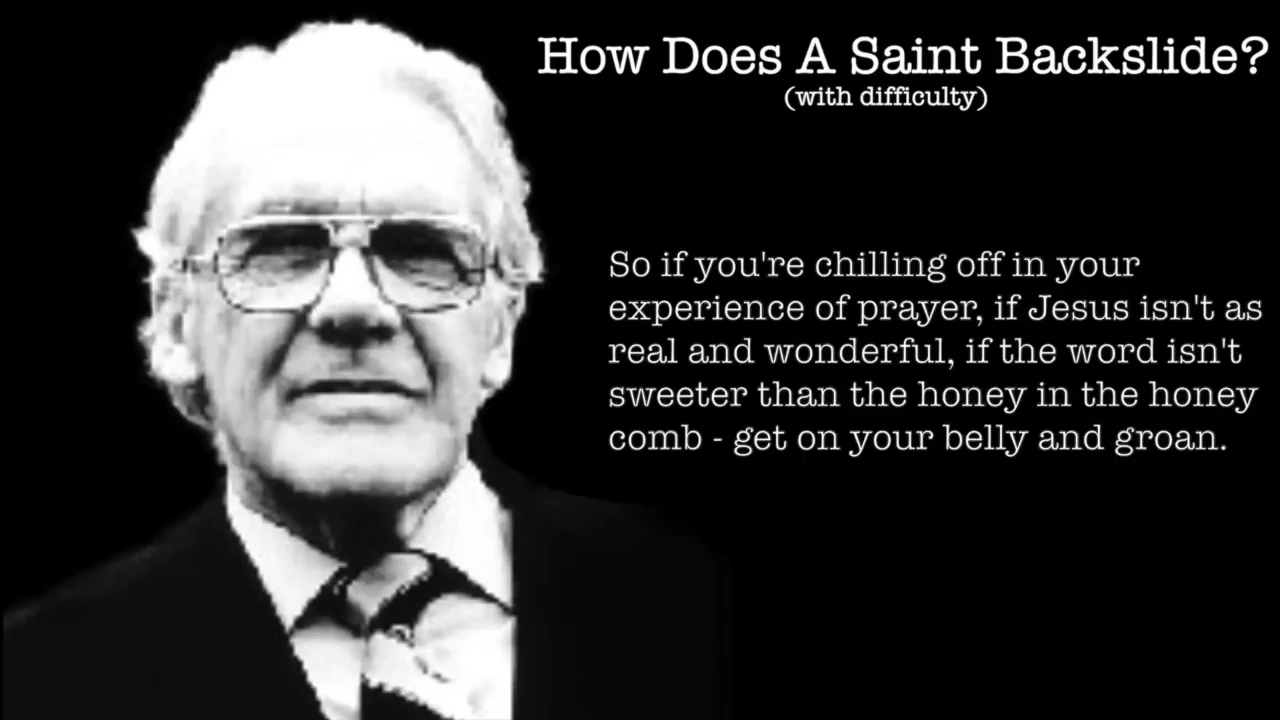 How Does A Saint Backslide?
(with difficulty)
So if you're chilling off in your
experience of prayer, if Jesus isn't as
real and wonderful, if the word isn't
sweeter than the honey in the honey
comb - get on your belly and groan.